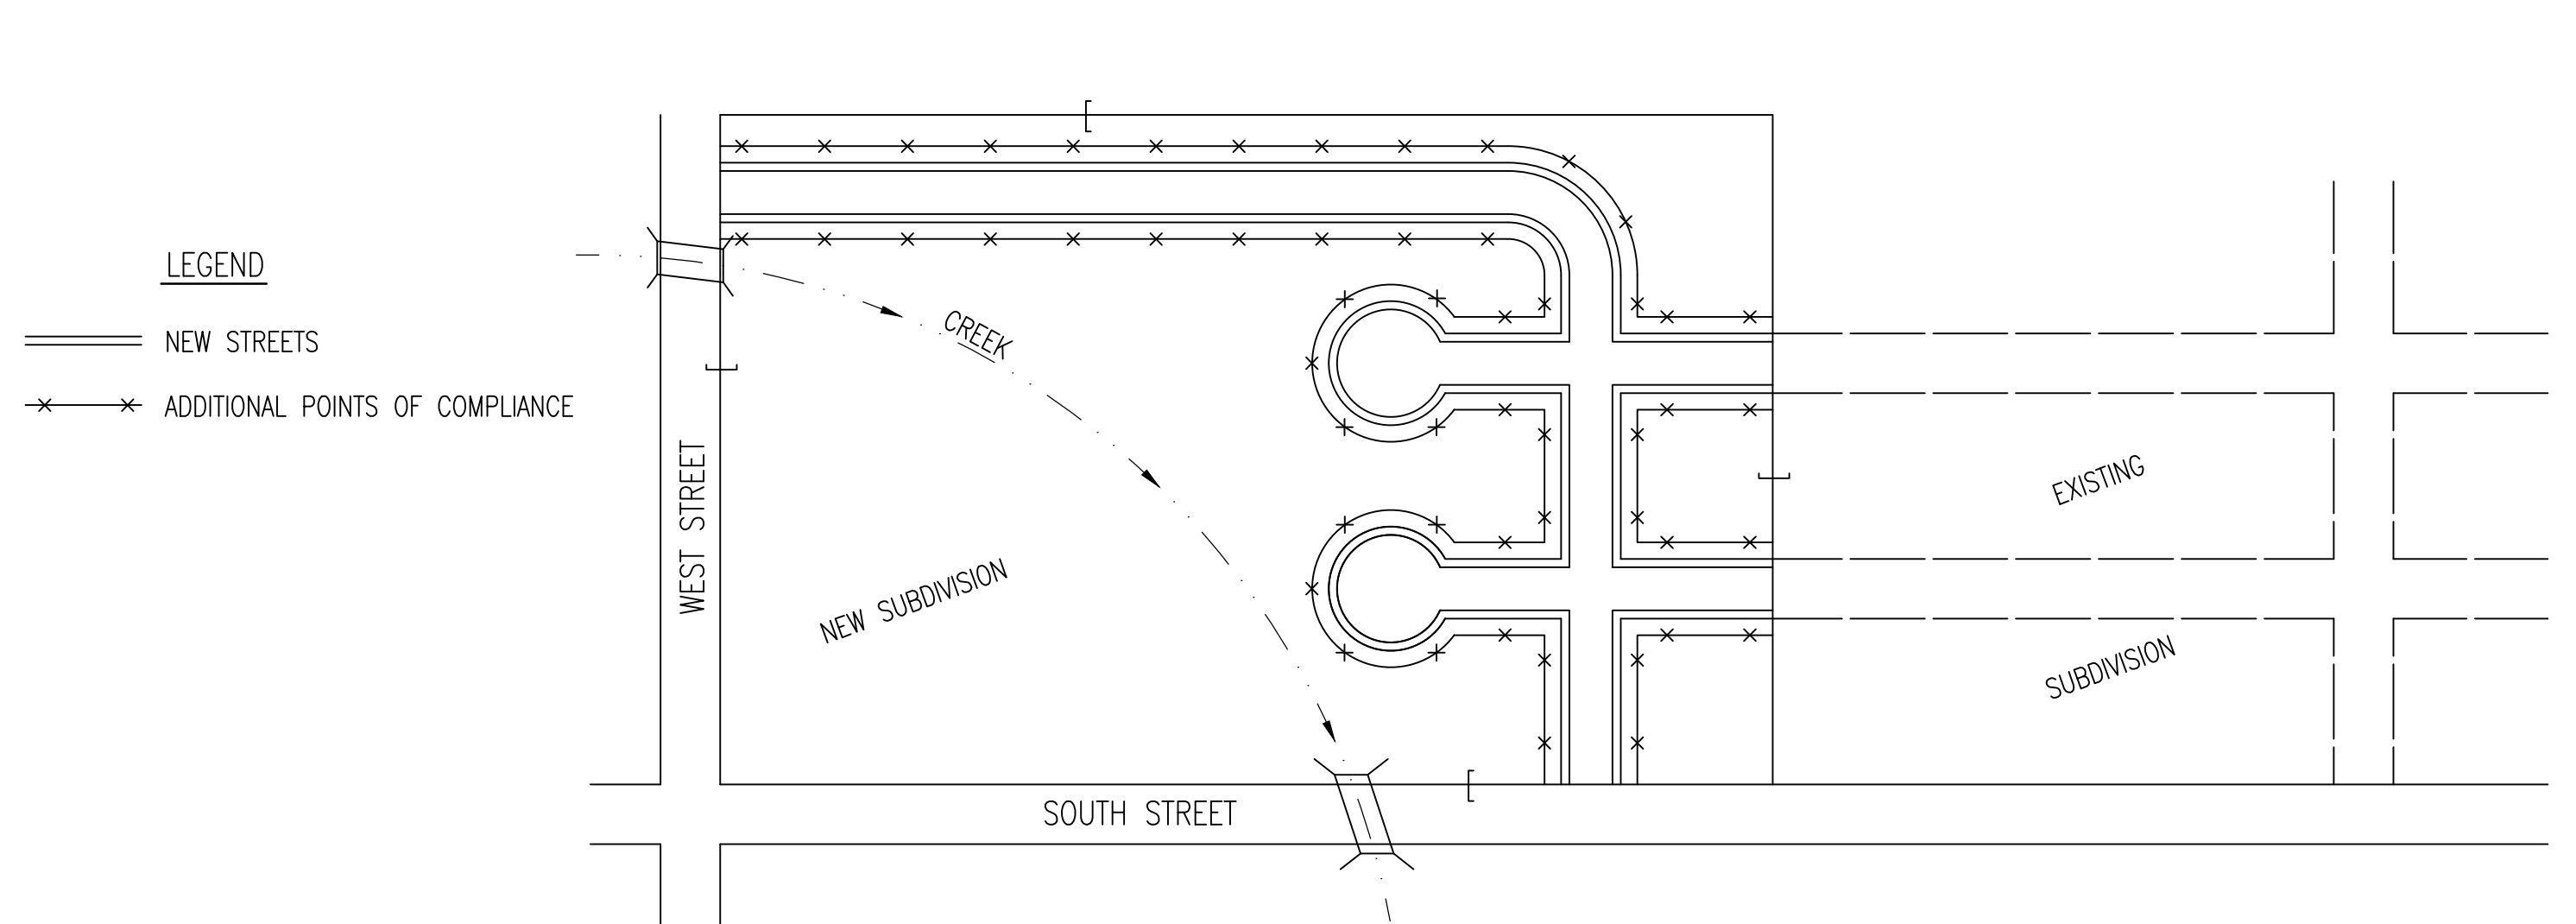 LEGEND
NEW STREETS
ADDITIONAL POINTS OF COMPLIANCE
WEST STREET
CREEK
NEW SUBDIVISION
SOUTH STREET
EXISTING
SUBDIVISION